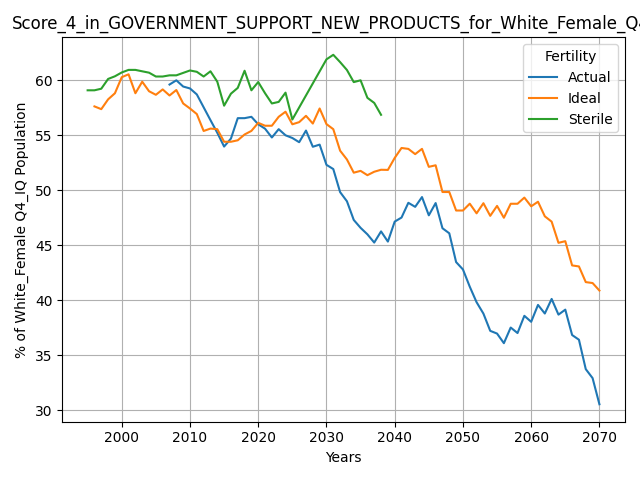 Score_4_in_GOVERNMENT_SUPPORT_NEW_PRODUCTS_for_White_Female_Q4
Fertility
Actual
Ideal
Sterile
% of White_Female Q4_IQ Population
60
55
50
45
40
35
30
2000
2010
2020
2030
2040
2050
2060
2070
Years